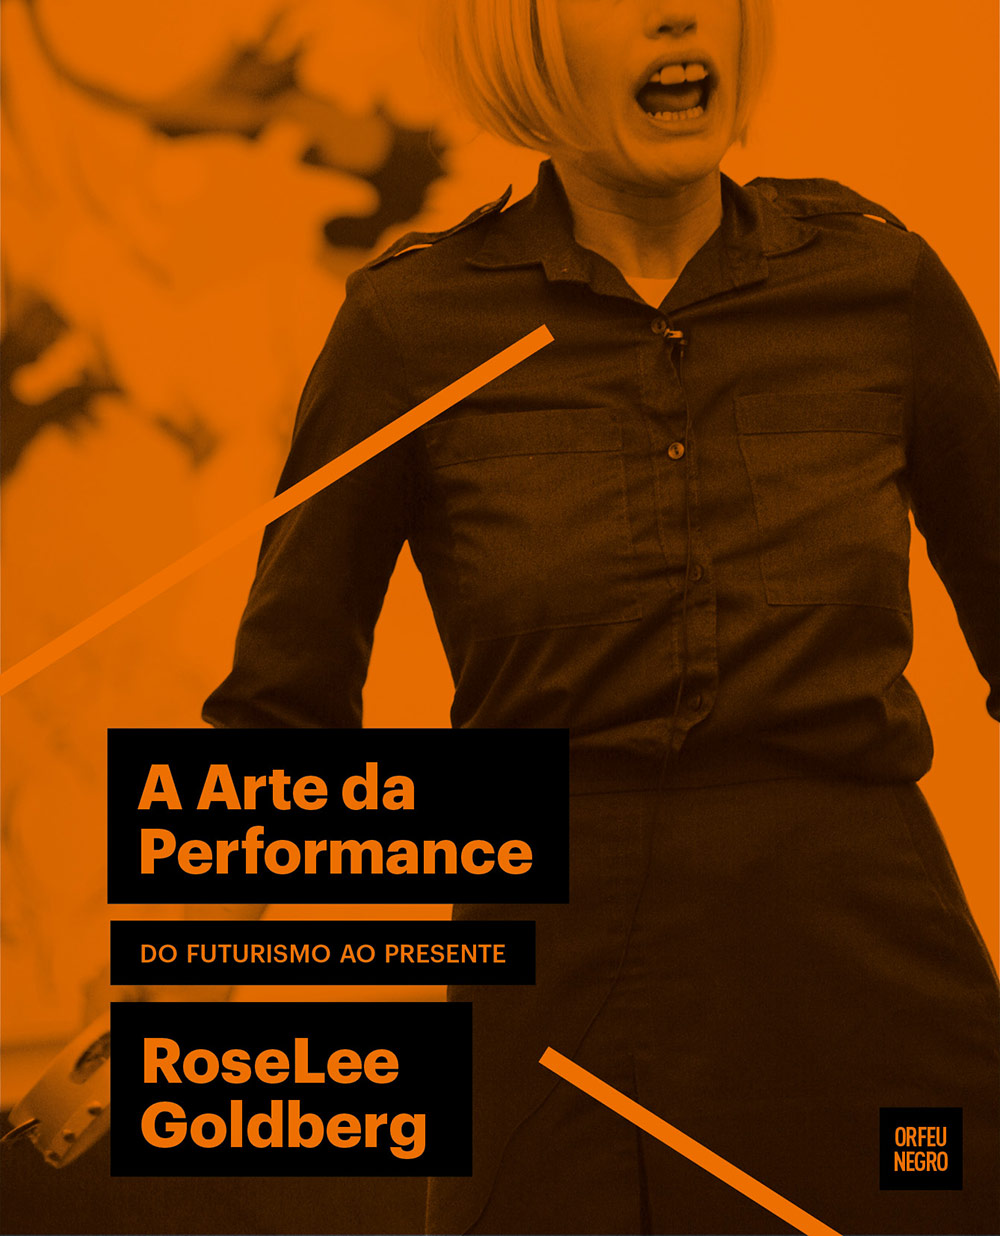 A Arte da
Performance
DO FUTURISMO AO PRESENTE
RoseLee
Goldberg
ORFEU
NEGRO